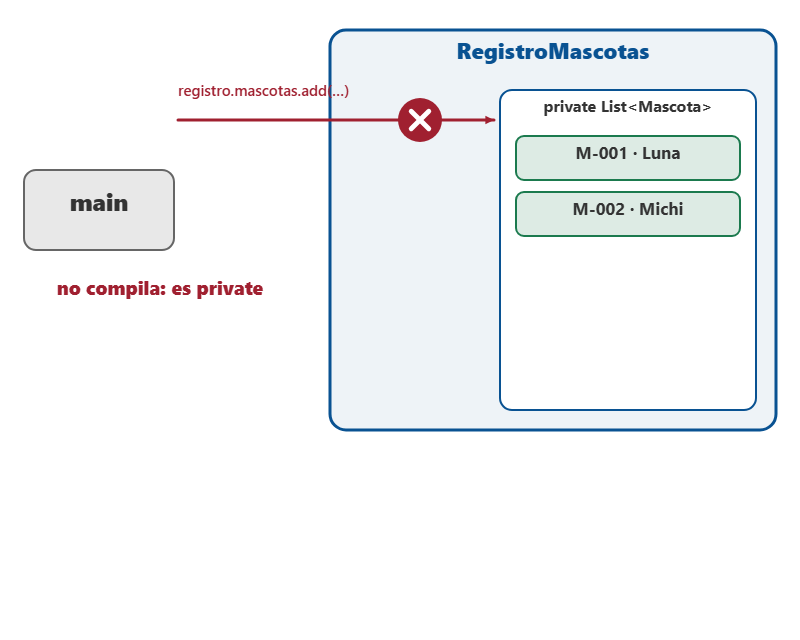 RegistroMascotas
registro.mascotas.add(...)
private List<Mascota>
M-001 · Luna
M-002 · Michi
main
no compila: es private